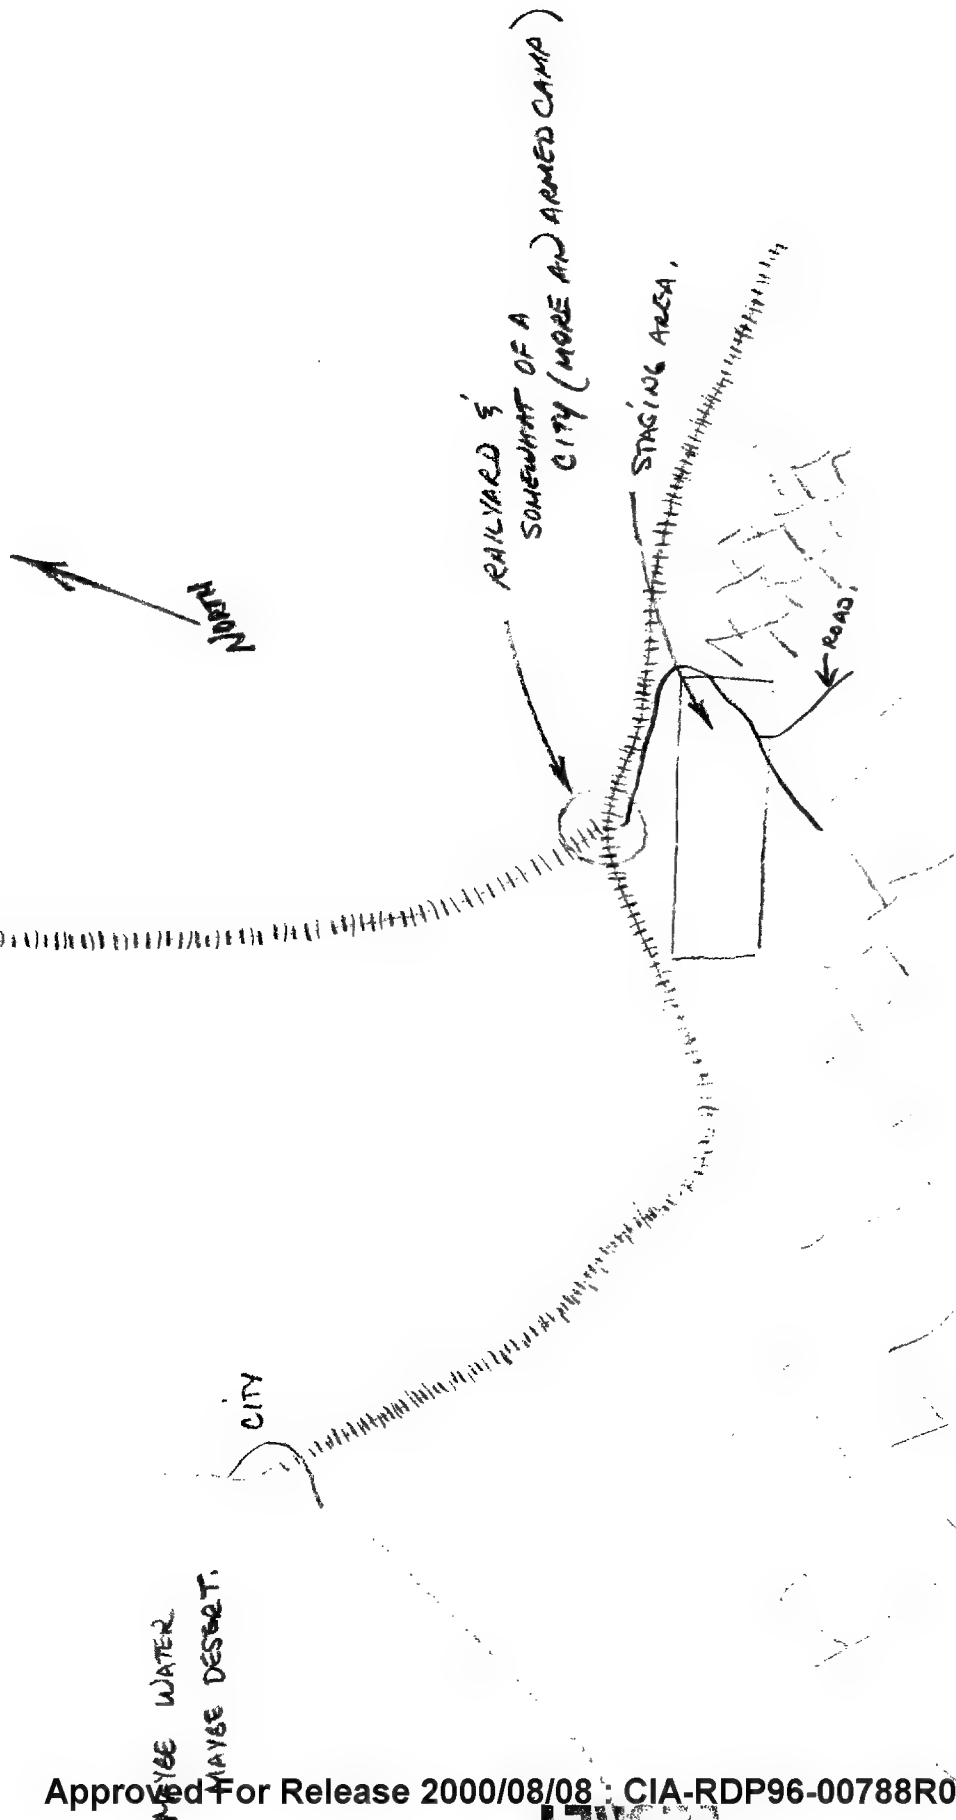 NORTH
RAILYARD &
SOMEWHAT OF A
CITY (MORE AN ARMED CAMP)
STAGING AREA.
ROAD.
CITY
MAYBE WATER
MAYBE DESERT.
Approved For Release 2000/08/08 : CIA-RDP96-00788R0